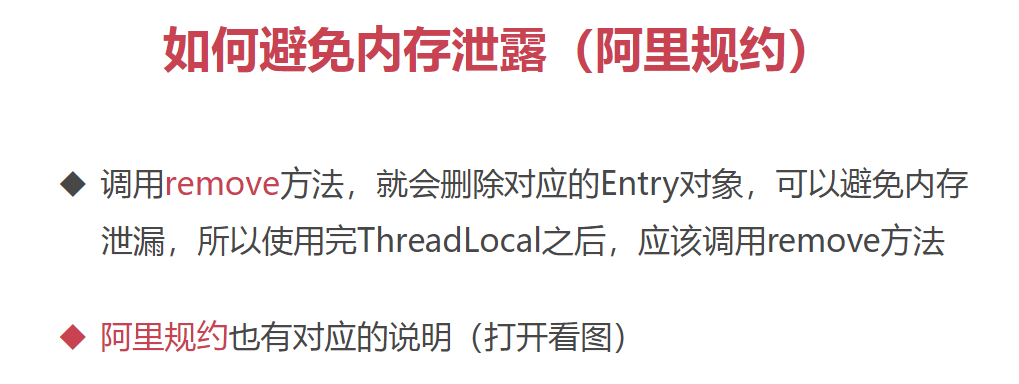 如何避免内存泄露（阿里规约）
◆ 调用remove方法，就会删除对应的Entry对象，可以避免内存
泄漏，所以使用完ThreadLocal之后，应该调用remove方法
◆ 阿里规约也有对应的说明（打开看图）